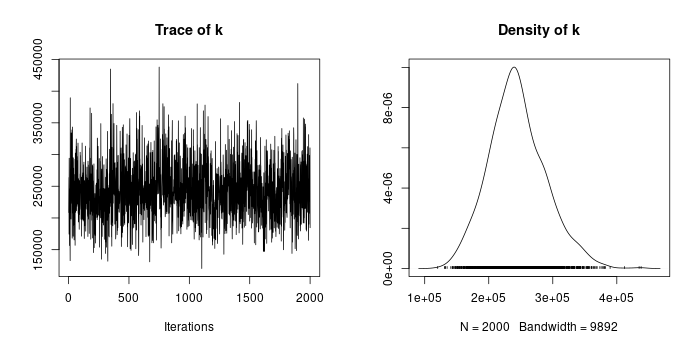 Trace of k
450000
350000
250000
150000
0
500
1000
1500
2000
Iterations
Density of k
8e-06
4e-06
0e+00
1e+05
2e+05
3e+05
4e+05
N = 2000 Bandwidth = 9892